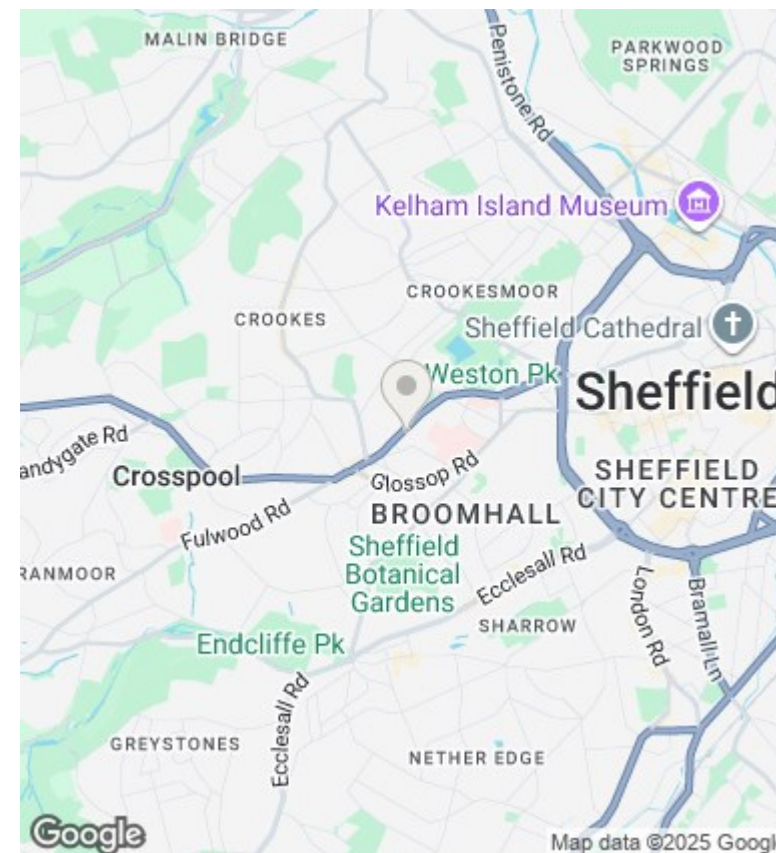 MALIN BRIDGE
Penistone Rd
PARKWOOD
SPRINGS
Kelham Island Museum
CROOKESMOOR
CROOKES
Sheffield Cathedral
Weston Pk
Sheffield
andygate Rd
Crosspool
Glossop Rd
SHEFFIELD
CITY CENTRE
BROOMHALL
Fulwood Rd
Sheffield
Botanical
Gardens
Ecclesall Rd
RANMOOR
London Rd
Bramall Ln
SHARROW
Endcliffe Pk
Ecclesall Rd
GREYSTONES
NETHER EDGE
Google
Map data ©2025 Googl